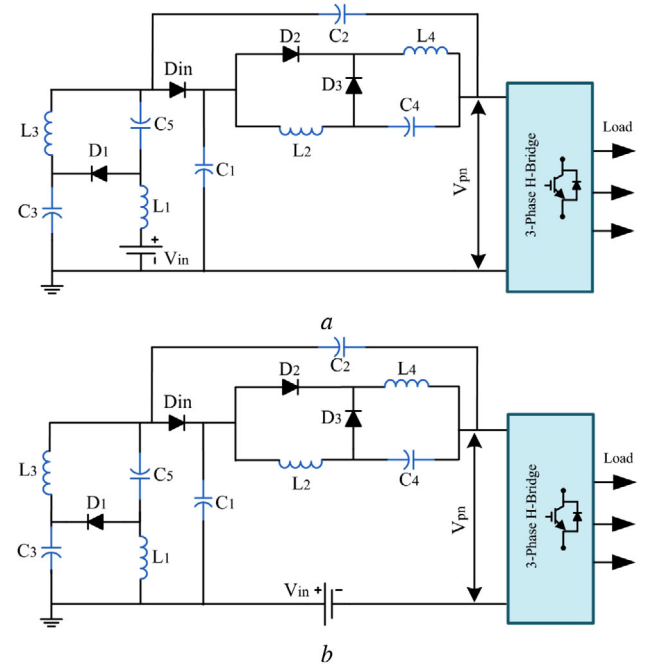 C2
D2
L4
Din
D3
L3
C5
C4
L2
D1
C1
Vpn
3-Phase H-Bridge
Load
C3
L1
+
-
Vin
a
C2
D2
L4
Din
D3
L3
C5
C4
L2
D1
C1
Vpn
3-Phase H-Bridge
Load
C3
L1
Vin + -
b